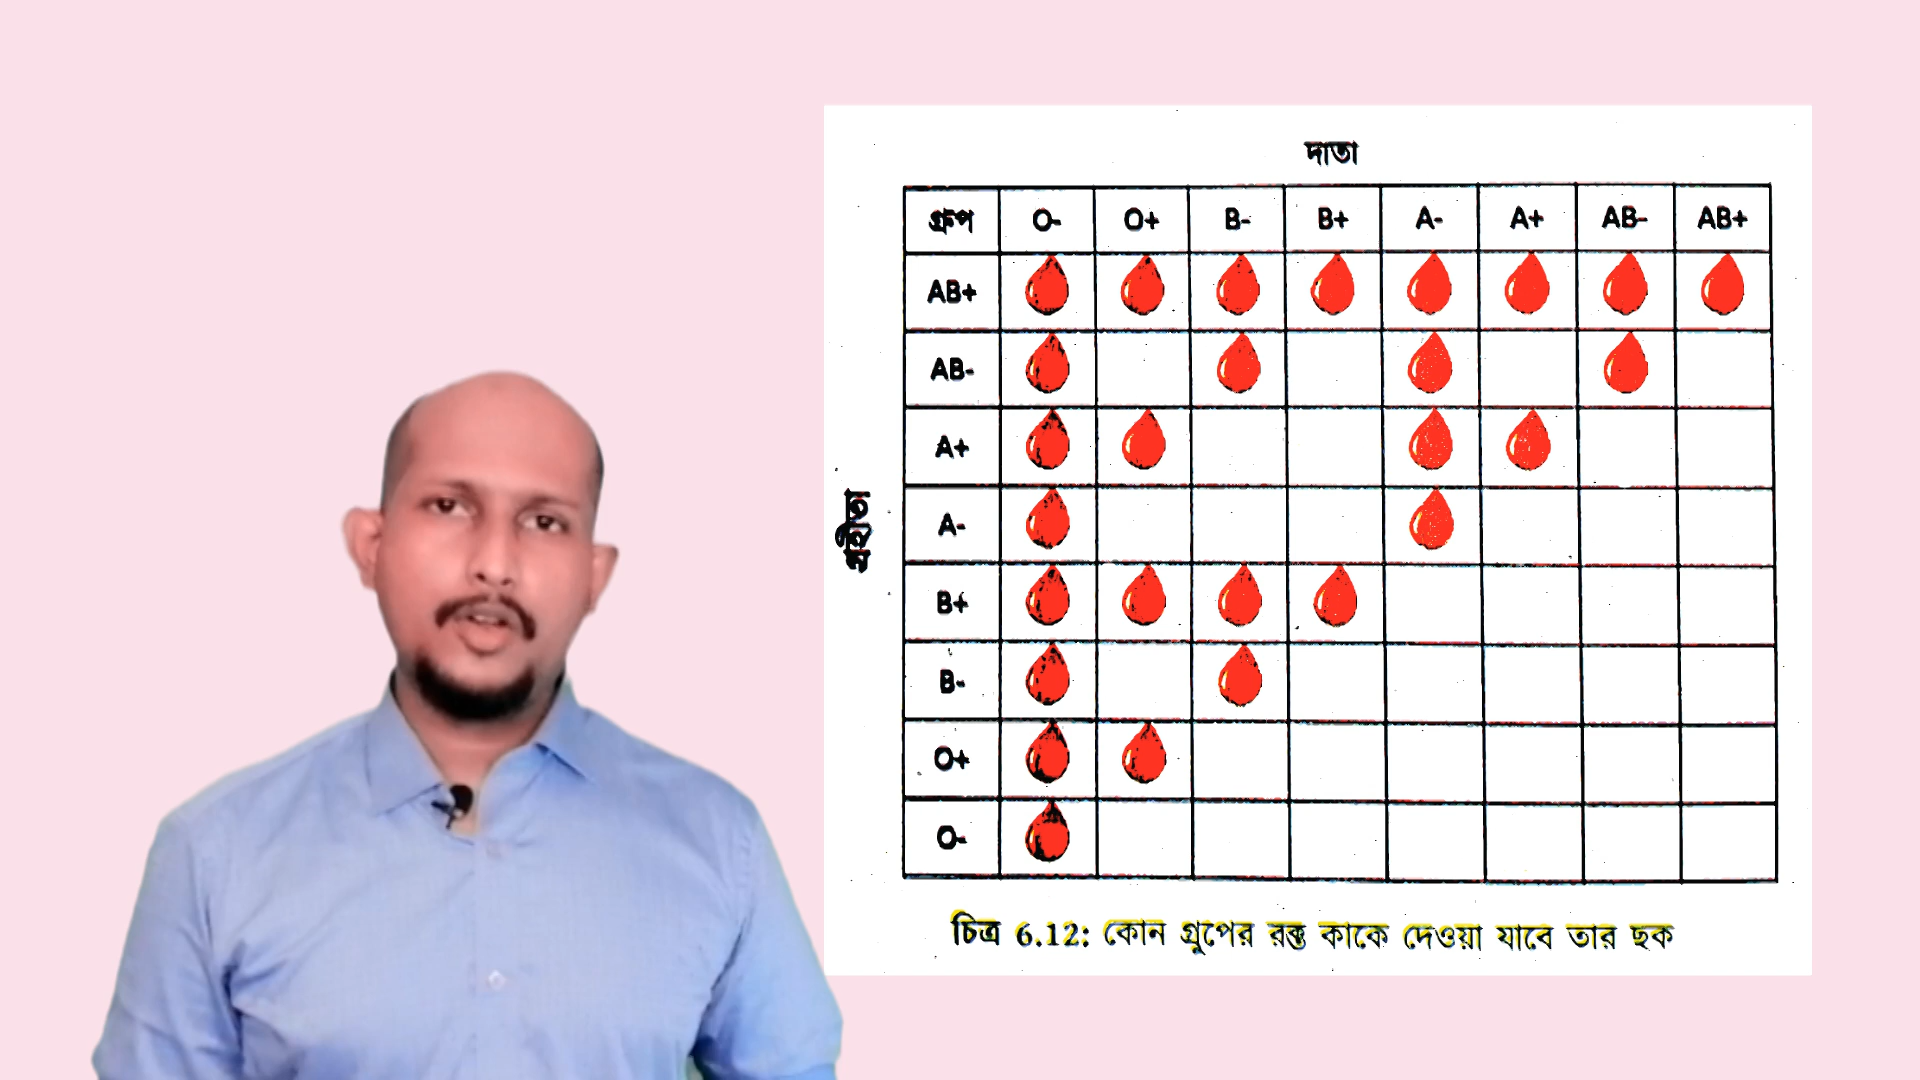 দাতা
গ্রুপ O- O+ B- B+ A- A+ AB- AB+
AB+
AB-
A+
A-
B+
B-
O+
O-
গ্রহীতা
চিত্র 6.12: কোন গ্রুপের রক্ত কাকে দেওয়া যাবে তার ছক